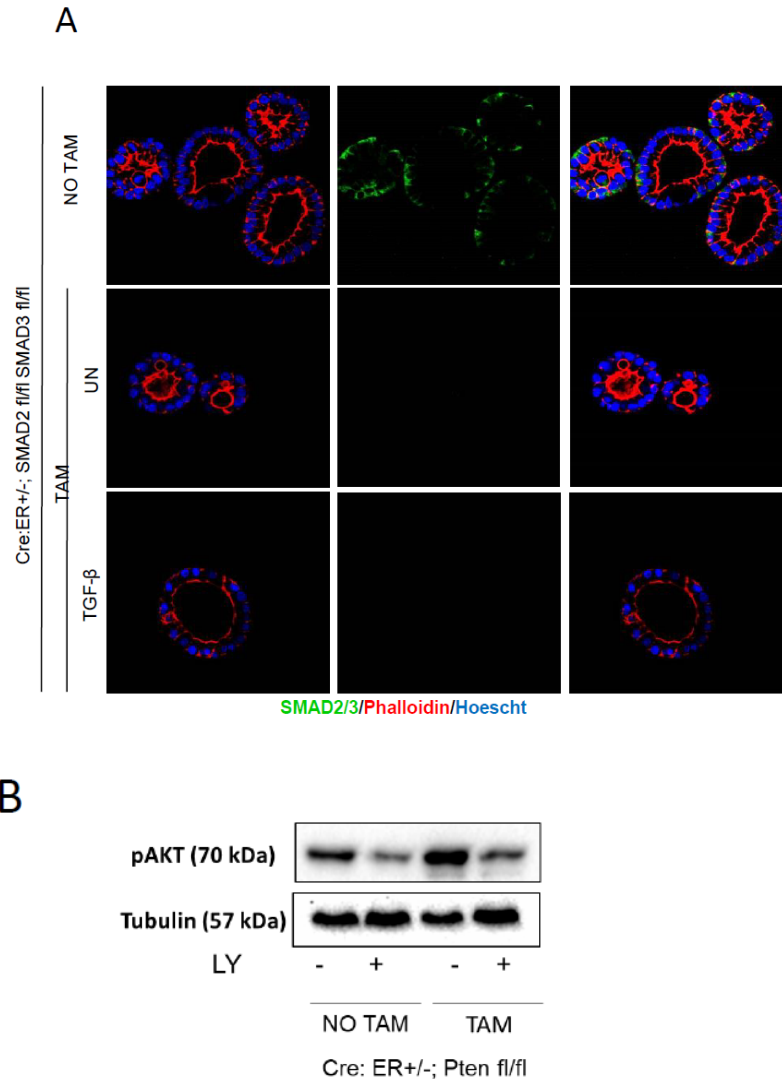 A
Cre:ER+/-; SMAD2 fl/fl SMAD3 fl/fl
NO TAM
TAM
UN
TGF-β
SMAD2/3/Phalloidin/Hoescht
B
pAKT (70 kDa)
Tubulin (57 kDa)
LY - + - +
NO TAM TAM
Cre: ER+/-; Pten fl/fl